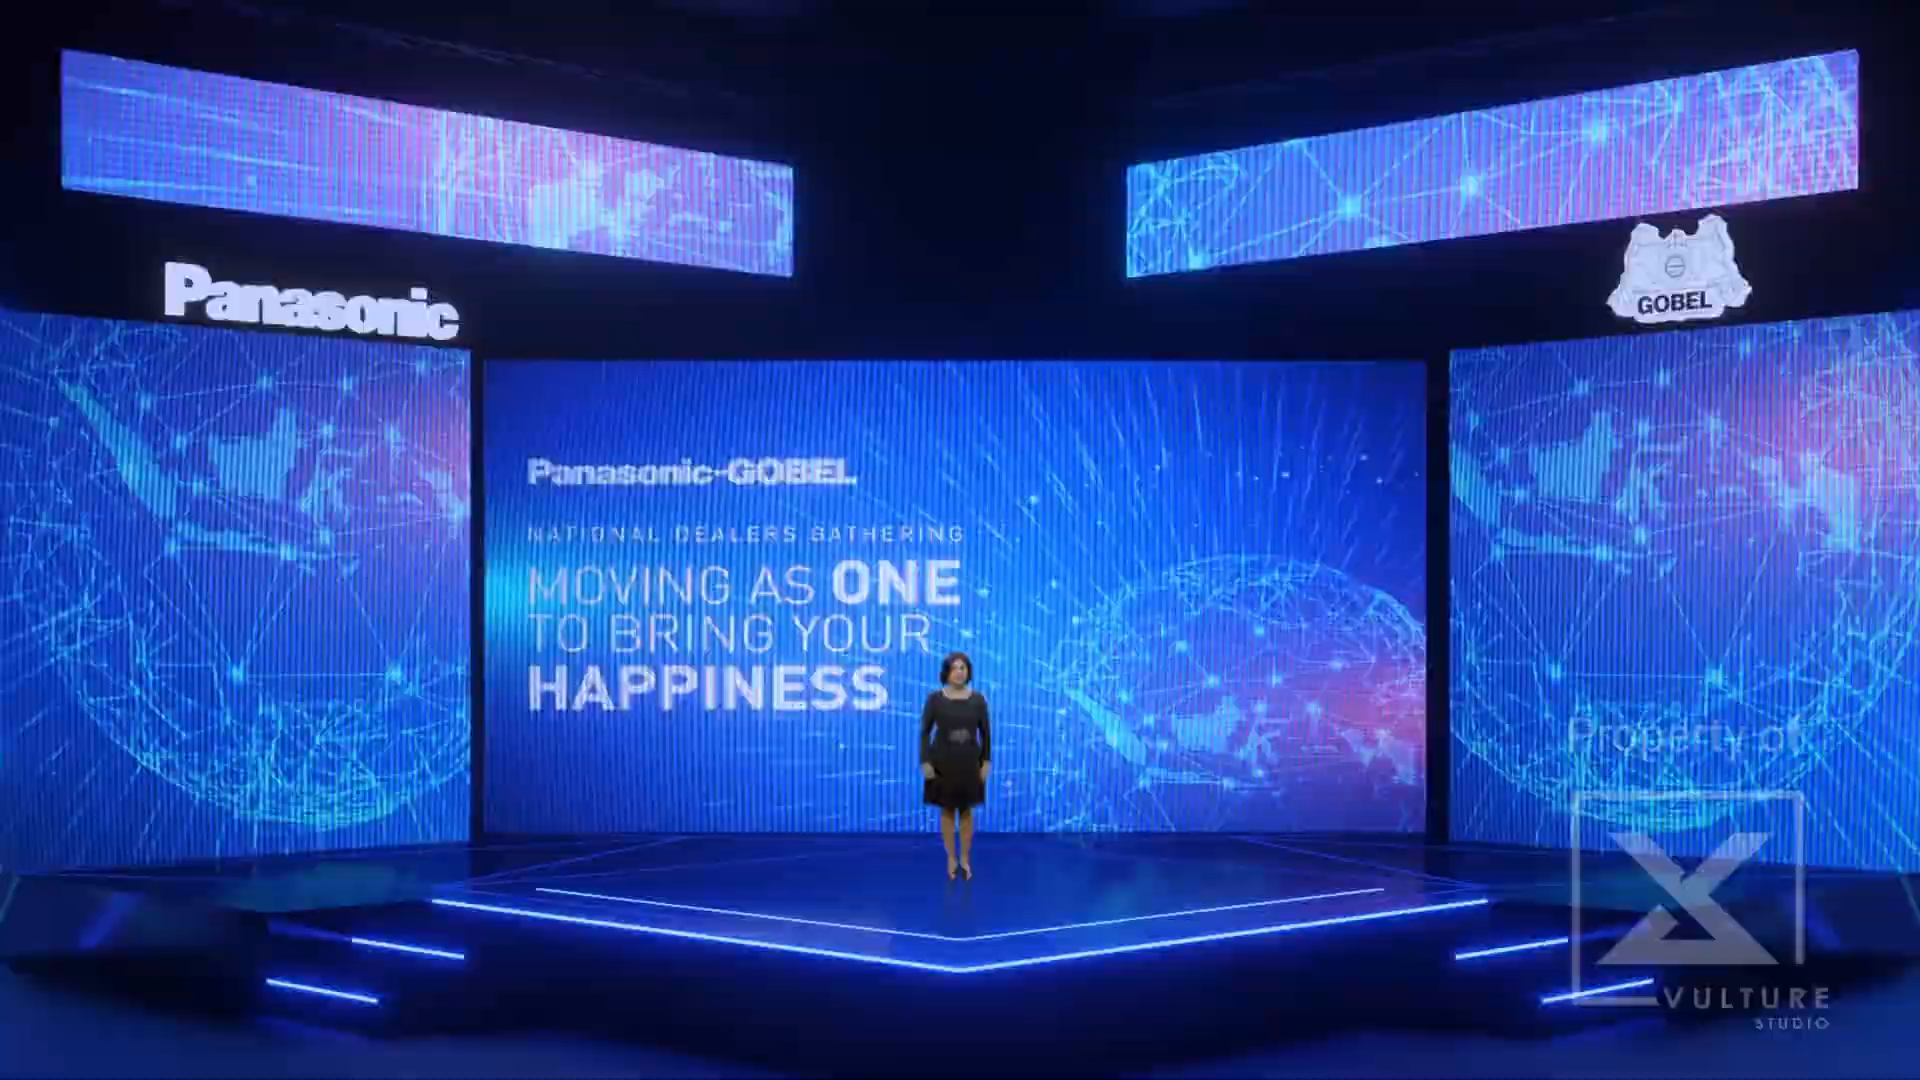 Panasonic
GOBEL
Panasonic-GOBEL
NATIONAL DEALERS GATHERING
MOVING AS ONE
TO BRING YOUR
HAPPINESS
Property of
VULTURE
STUDIO